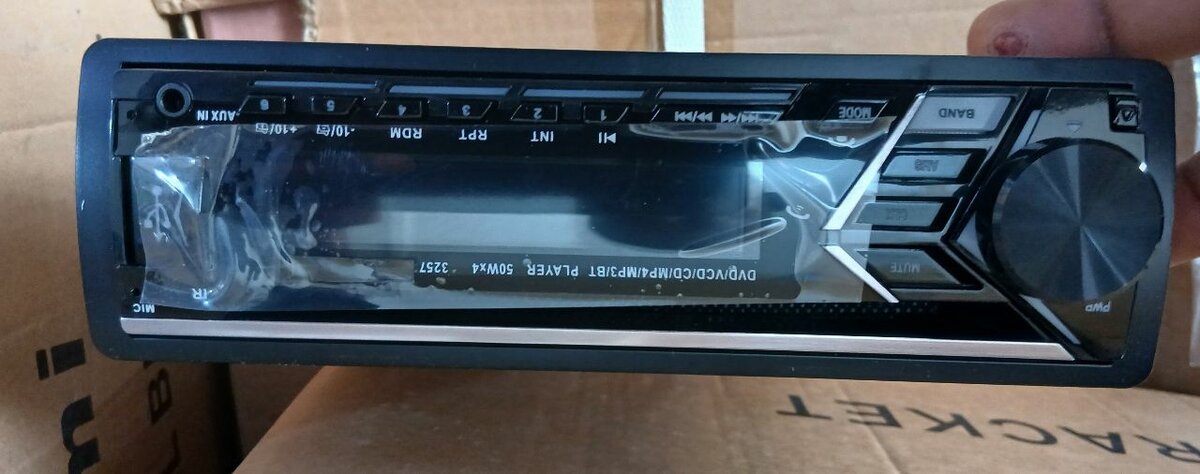 PWR
MIC
IR
DVD/VCD/CD/MP4/MP3/BT PLAYER 50Wx4 3257
MUTE
BAND
MODE
1
2
3
4
5
6
INT
RPT
RDM
-10/
+10/
AUX IN
RACKET